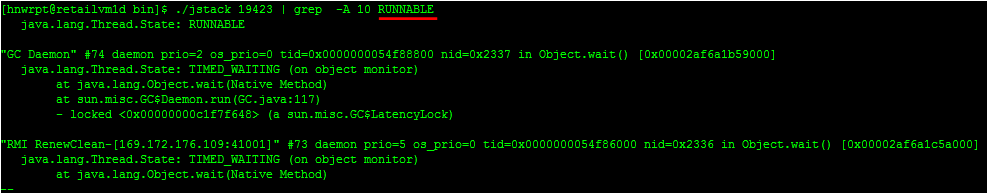 [hnwrpt@retailvm1d bin]$ ./jstack 19423 | grep  -A 10 RUNNABLE
   java.lang.Thread.State: RUNNABLE

"GC Daemon" #74 daemon prio=2 os_prio=0 tid=0x0000000054f88800 nid=0x2337 in Object.wait() [0x00002af6a1b59000]
   java.lang.Thread.State: TIMED_WAITING (on object monitor)
        at java.lang.Object.wait(Native Method)
        at sun.misc.GC$Daemon.run(GC.java:117)
        - locked <0x00000000c1f7f648> (a sun.misc.GC$LatencyLock)

"RMI RenewClean-[169.172.176.109:41001]" #73 daemon prio=5 os_prio=0 tid=0x0000000054f86000 nid=0x2336 in Object.wait() [0x00002af6a1c5a000]
   java.lang.Thread.State: TIMED_WAITING (on object monitor)
        at java.lang.Object.wait(Native Method)
--